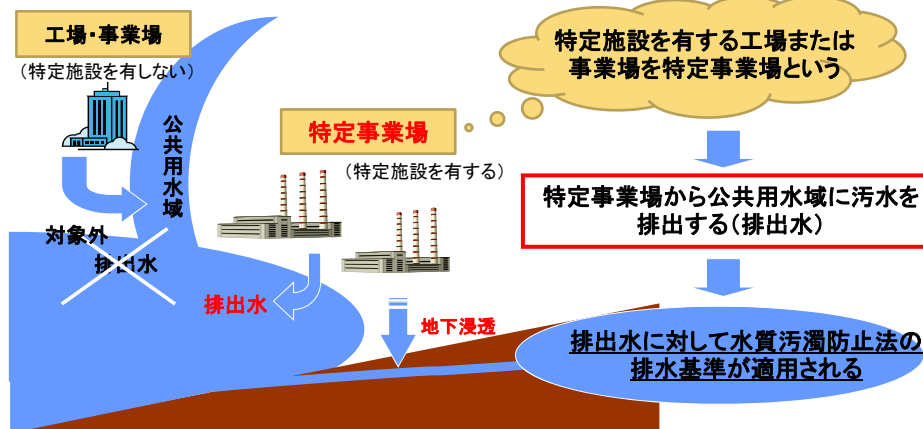 工場・事業場
（特定施設を有しない）
公共用水域
対象外
排出水
特定事業場
（特定施設を有する）
排出水
地下浸透
特定施設を有する工場または
事業場を特定事業場という
特定事業場から公共用水域に汚水を
排出する（排出水）
排出水に対して水質汚濁防止法の
排水基準が適用される